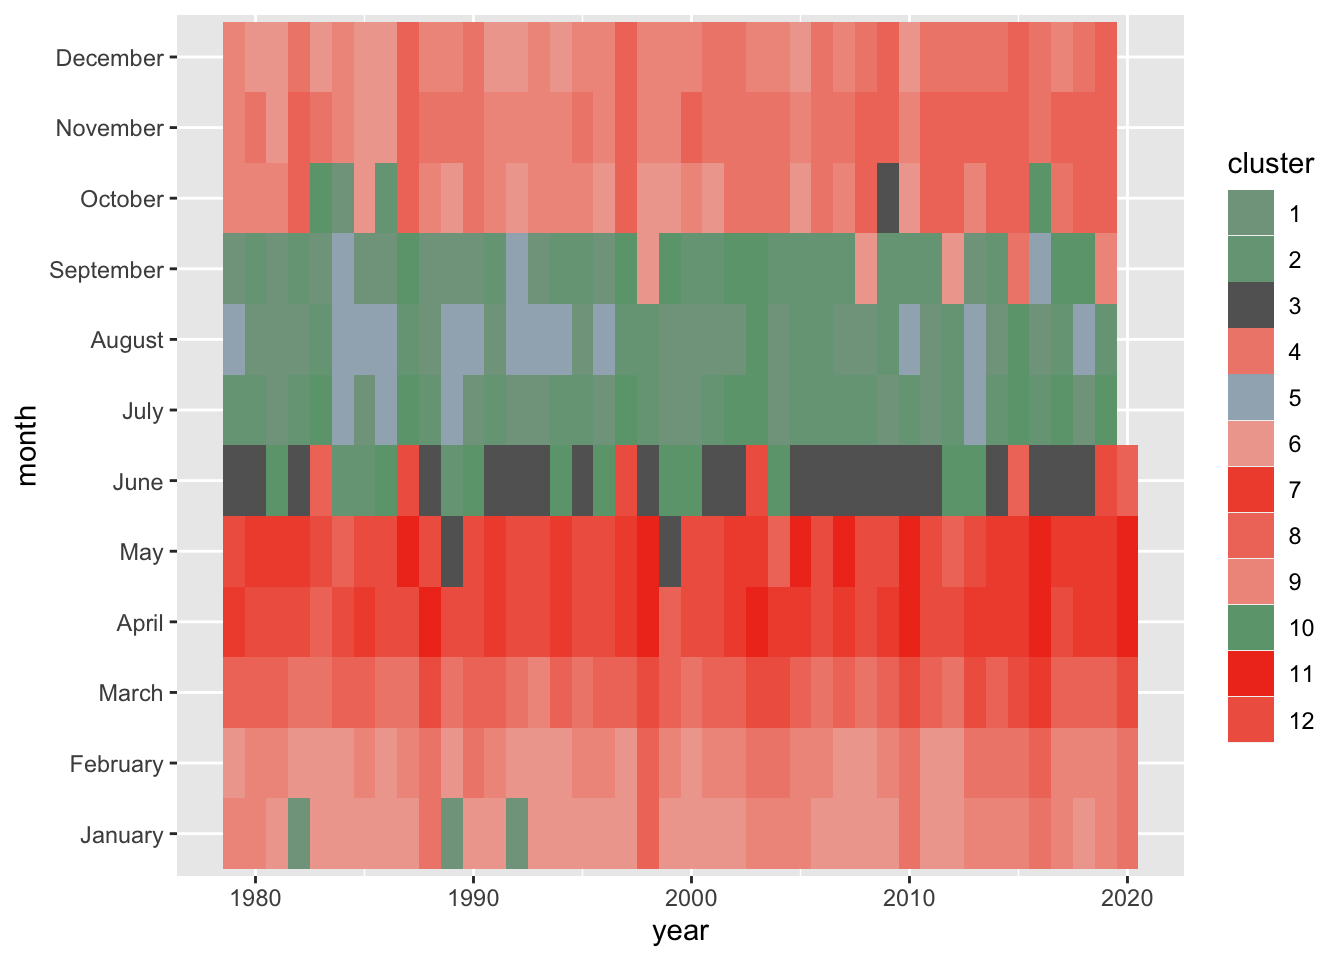 December
November
October
September
August
July
June
May
April
March
February
January
month
1980
1990
2000
2010
2020
year
cluster
1
2
3
4
5
6
7
8
9
10
11
12